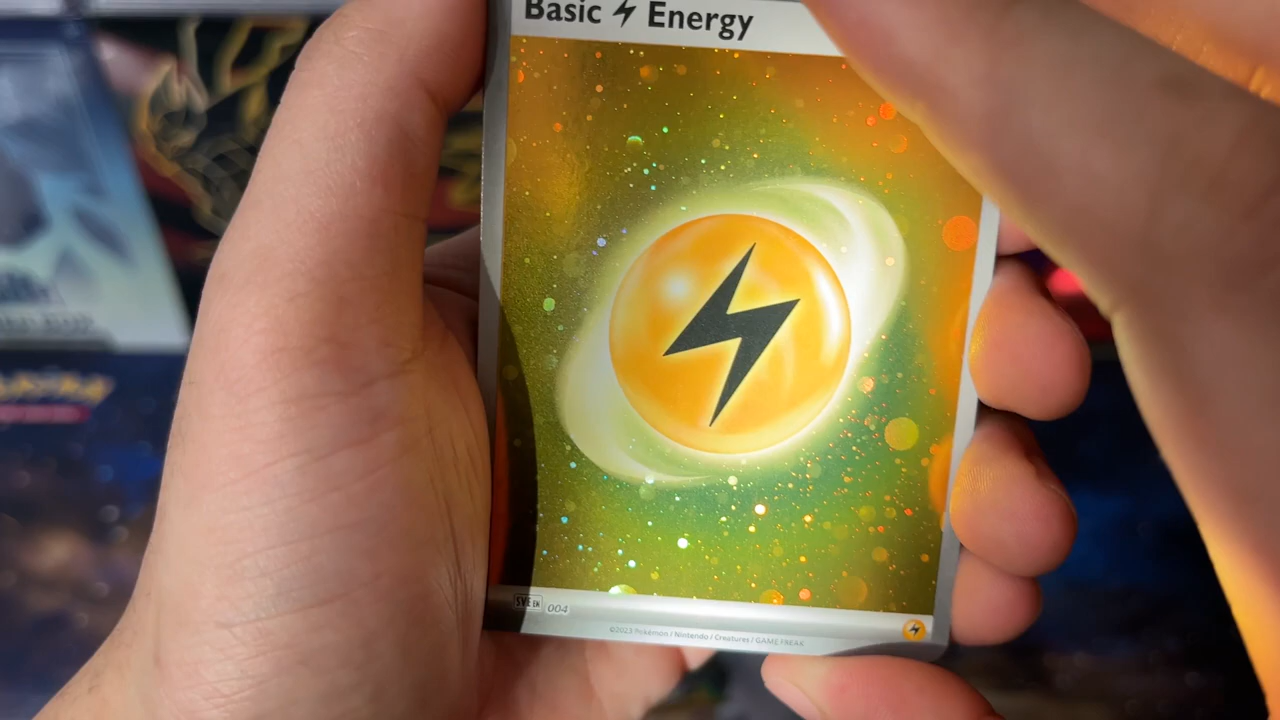 Basic Energy
SVE EN 004
©2023 Pokémon / Nintendo / Creatures / GAME FREAK